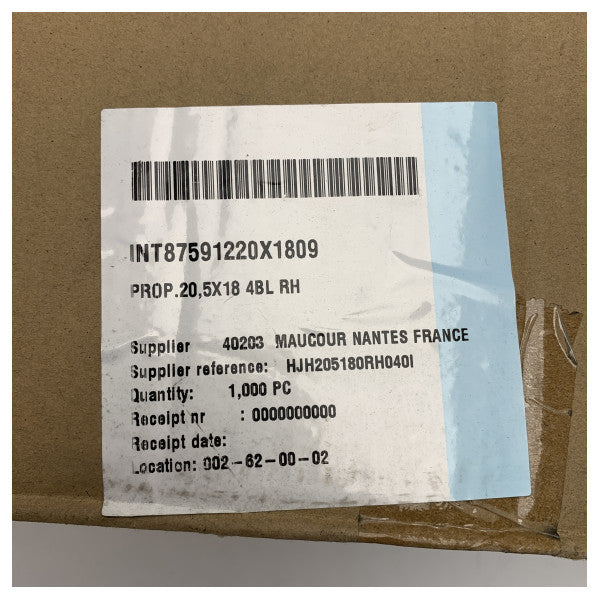 INT87591220X1809
PROP.20,5X18 4BL RH
Supplier 40203 MAUCOUR NANTES FRANCE
Supplier reference: HJH205180RH040I
Quantity: 1,000 PC
Receipt nr : 0000000000
Receipt date:
Location: 002-62-00-02